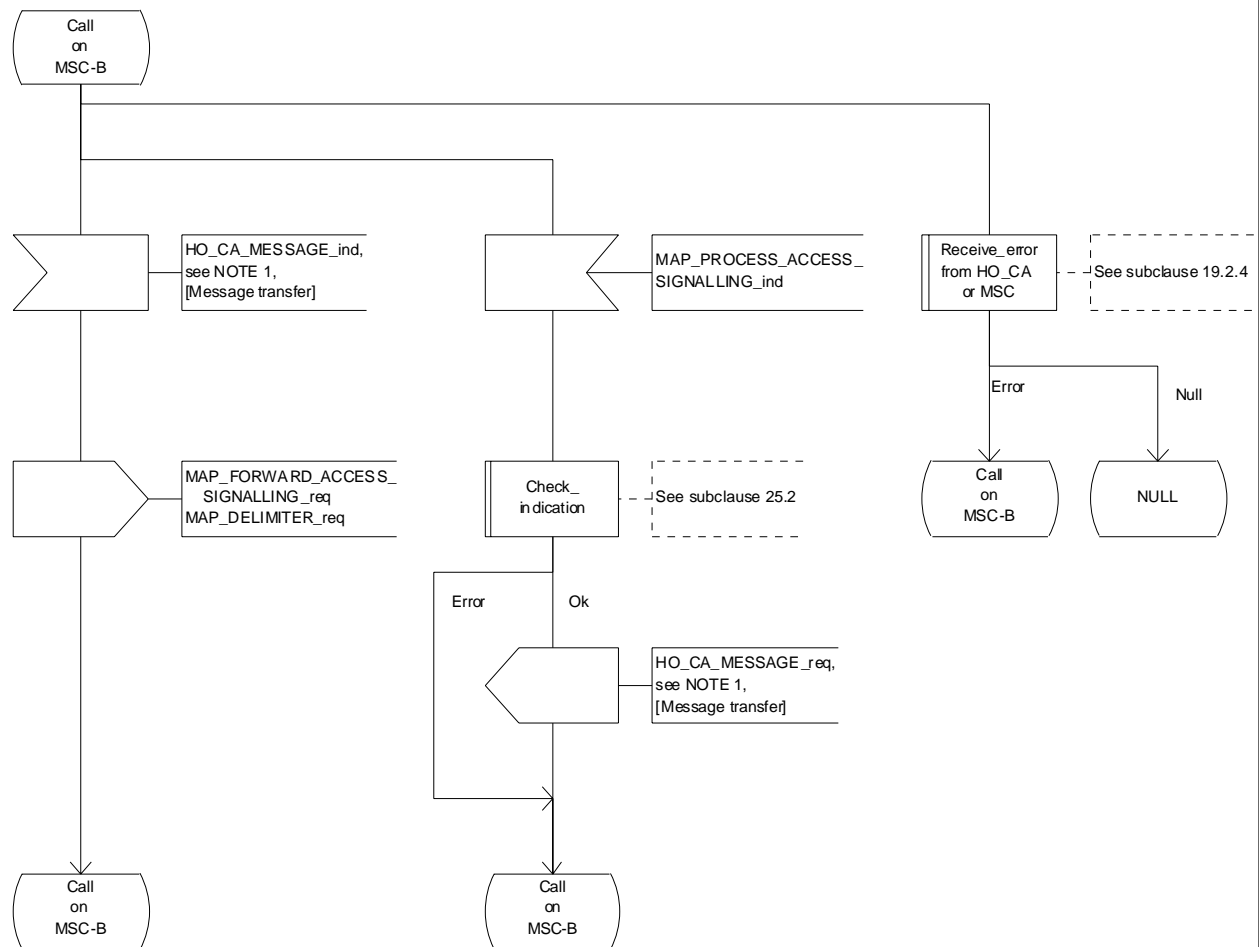 Call
on
MSC-B
HO_CA_MESSAGE_ind,
see NOTE 1,
[Message transfer]
MAP_PROCESS_ACCESS_
SIGNALLING_ind
Receive_error
from HO_CA
or MSC
See subclause 19.2.4
Error
Null
MAP_FORWARD_ACCESS_
SIGNALLING_req
MAP_DELIMITER_req
Check_
indication
See subclause 25.2
Call
on
MSC-B
NULL
Error
Ok
HO_CA_MESSAGE_req,
see NOTE 1,
[Message transfer]
Call
on
MSC-B
Call
on
MSC-B